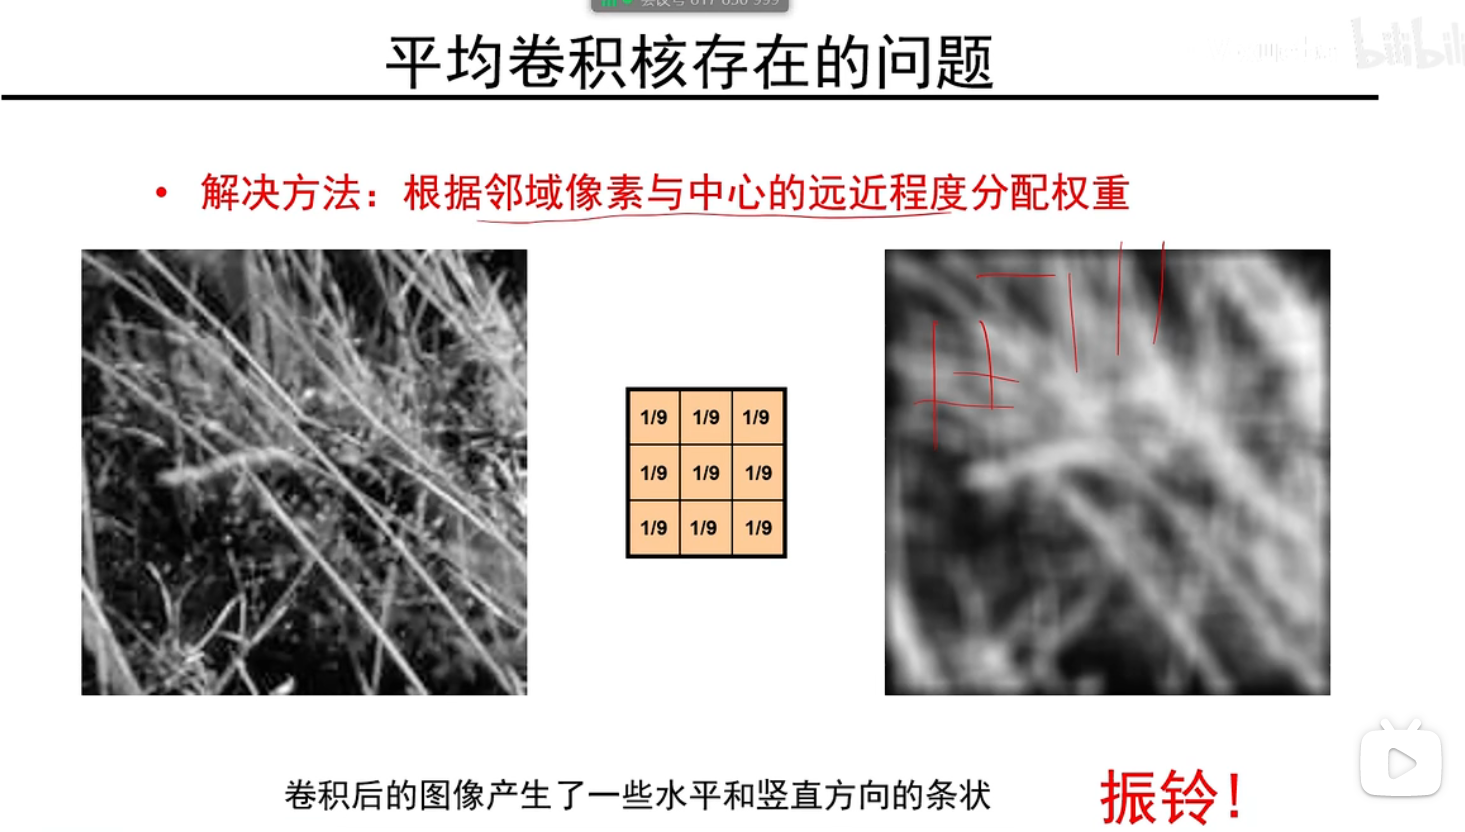 平均卷积核存在的问题
bilibili
• 解决方法：根据邻域像素与中心的远近程度分配权重
1/9 1/9 1/9
1/9 1/9 1/9
1/9 1/9 1/9
卷积后的图像产生了一些水平和竖直方向的条状
振铃！